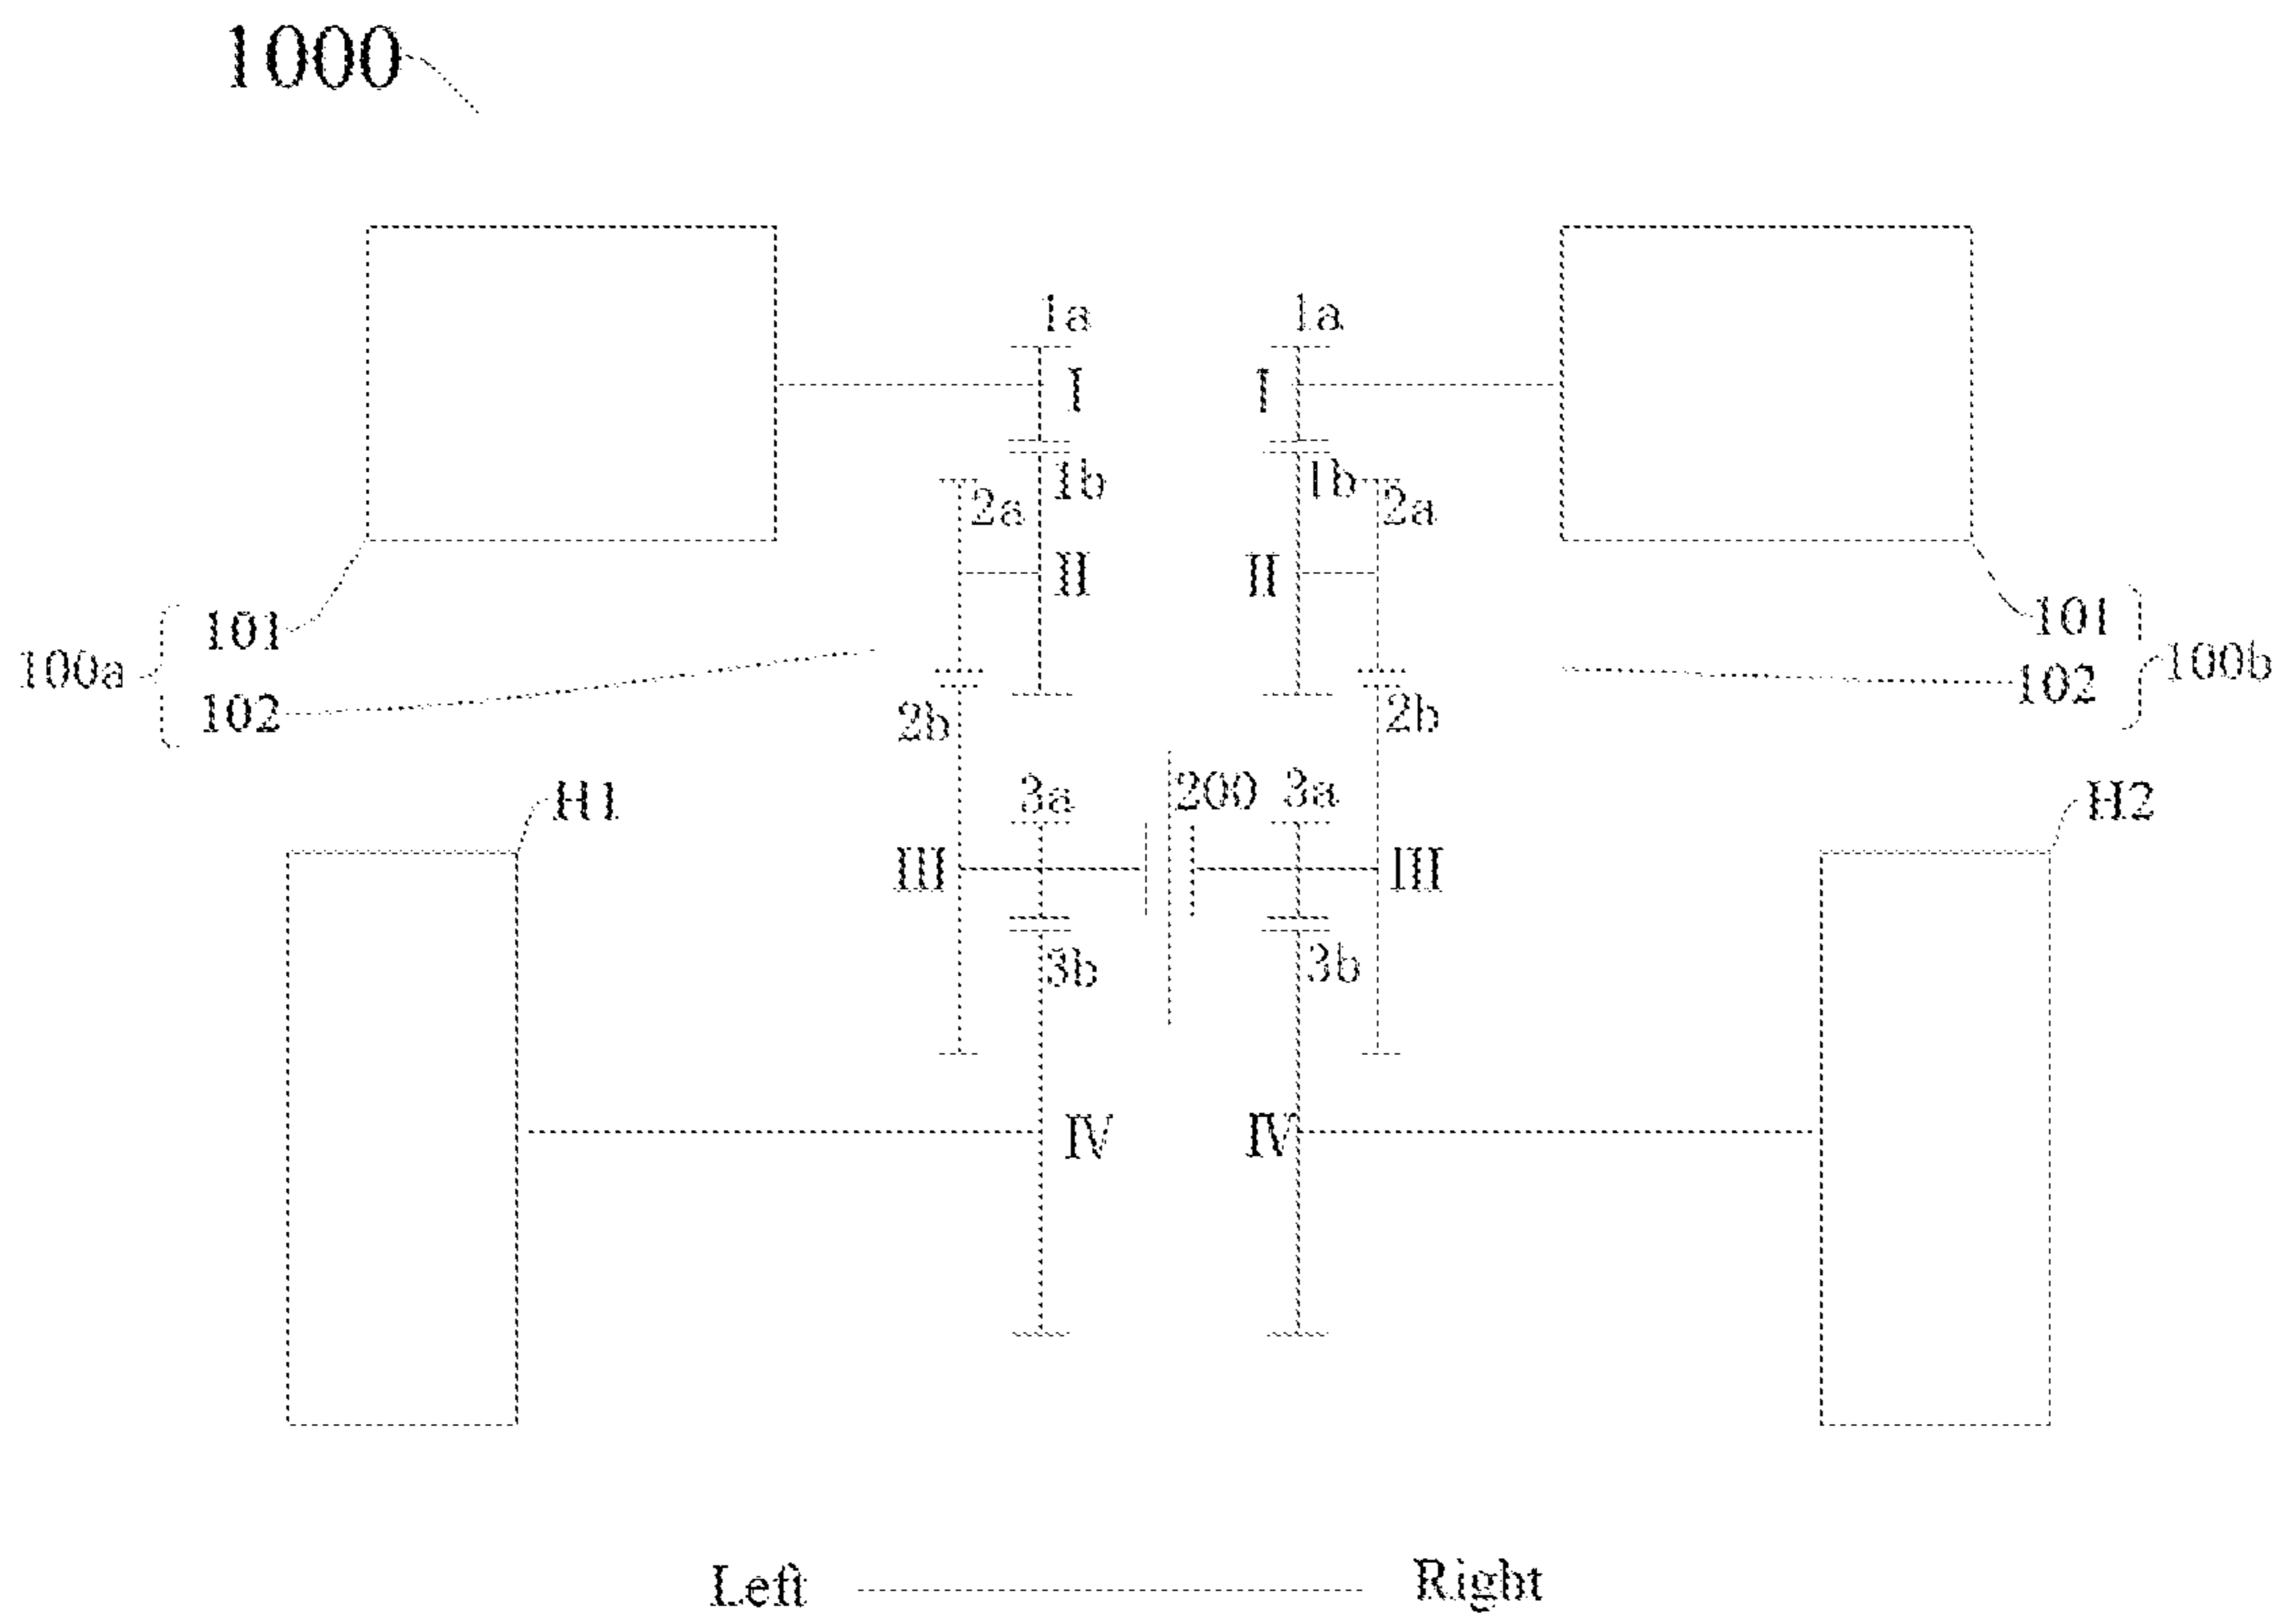 1000
1a 1a
I I
1b 1b
2a 2a
II II
101 101
100a 100b
102 102
2b 2b
H1 3a 200 3a H2
III III
3b 3b
IV IV
Left Right